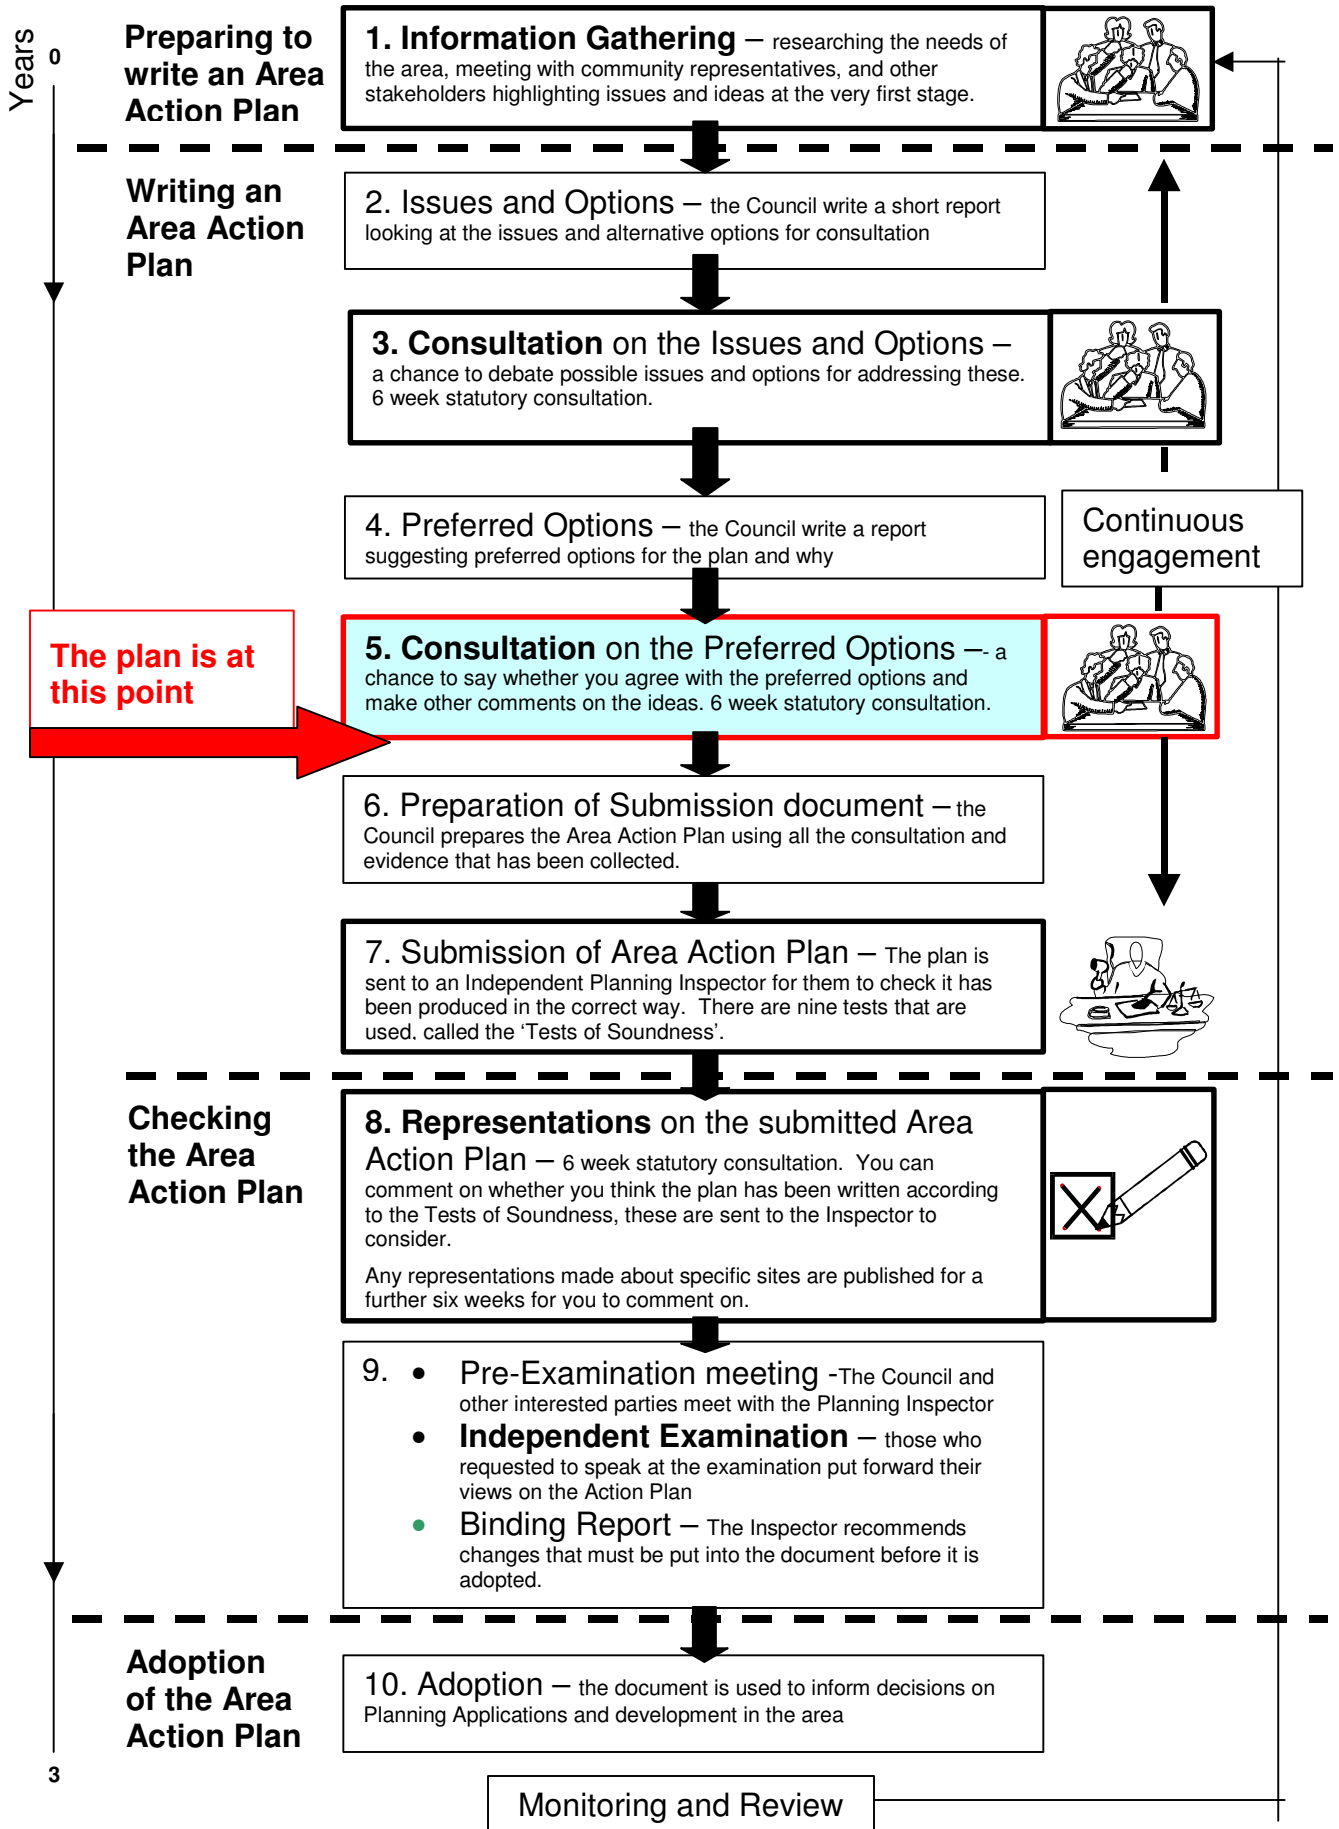 Years
0
Preparing to
write an Area
Action Plan
1. Information Gathering – researching the needs of
the area, meeting with community representatives, and other
stakeholders highlighting issues and ideas at the very first stage.
Writing an
Area Action
Plan
2. Issues and Options – the Council write a short report
looking at the issues and alternative options for consultation
3. Consultation on the Issues and Options –
a chance to debate possible issues and options for addressing these.
6 week statutory consultation.
4. Preferred Options – the Council write a report
suggesting preferred options for the plan and why
Continuous
engagement
The plan is at
this point
5. Consultation on the Preferred Options –- a
chance to say whether you agree with the preferred options and
make other comments on the ideas. 6 week statutory consultation.
6. Preparation of Submission document – the
Council prepares the Area Action Plan using all the consultation and
evidence that has been collected.
7. Submission of Area Action Plan – The plan is
sent to an Independent Planning Inspector for them to check it has
been produced in the correct way.  There are nine tests that are
used, called the ‘Tests of Soundness’.
Checking
the Area
Action Plan
8. Representations on the submitted Area
Action Plan – 6 week statutory consultation.  You can
comment on whether you think the plan has been written according
to the Tests of Soundness, these are sent to the Inspector to
consider.
Any representations made about specific sites are published for a
further six weeks for you to comment on.
9. • Pre-Examination meeting -The Council and
other interested parties meet with the Planning Inspector
• Independent Examination – those who
requested to speak at the examination put forward their
views on the Action Plan
• Binding Report – The Inspector recommends
changes that must be put into the document before it is
adopted.
Adoption
of the Area
Action Plan
10. Adoption – the document is used to inform decisions on
Planning Applications and development in the area
3
Monitoring and Review